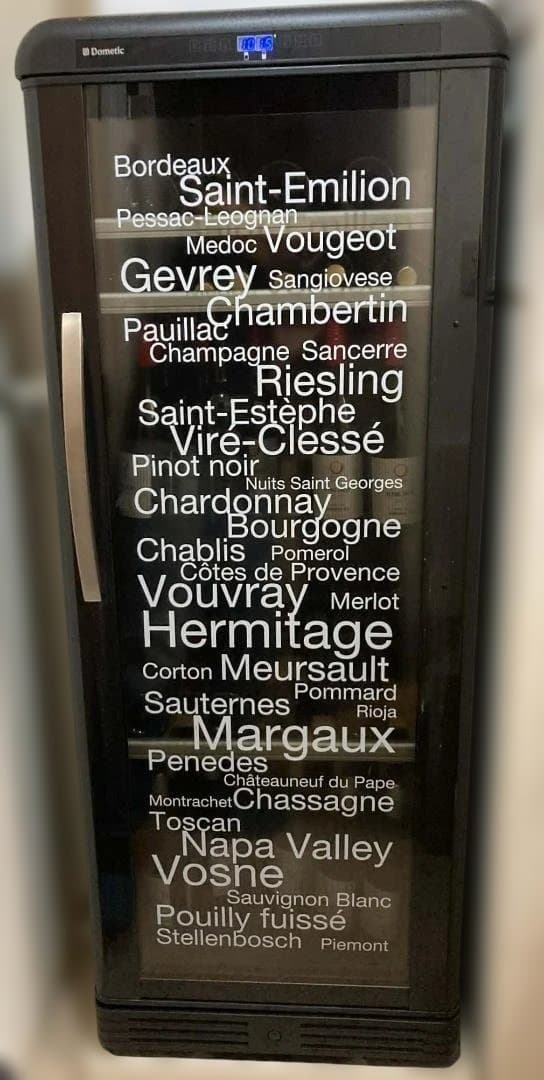 Dometic
10 15
Bordeaux
Saint-Emilion
Pessac-Leognan
Medoc Vougeot
Gevrey Sangiovese
Chambertin
Pauillac
Champagne Sancerre
Riesling
Saint-Estèphe
Viré-Clessé
Pinot noir
Nuits Saint Georges
Chardonnay
Bourgogne
Chablis Pomerol
Côtes de Provence
Vouvray Merlot
Hermitage
Corton Meursault
Pommard
Sauternes
Rioja
Margaux
Penedes
Châteauneuf du Pape
Montrachet Chassagne
Toscan
Napa Valley
Vosne
Sauvignon Blanc
Pouilly fuissé
Stellenbosch Piemont